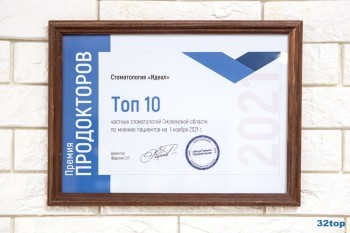 Премия
ПРОДОКТОРОВ
Стоматология «Идеал»
Топ 10
частных стоматологий Смоленской области
по мнению пациентов на 1 ноября 2021 г.
Директор
2021
32top